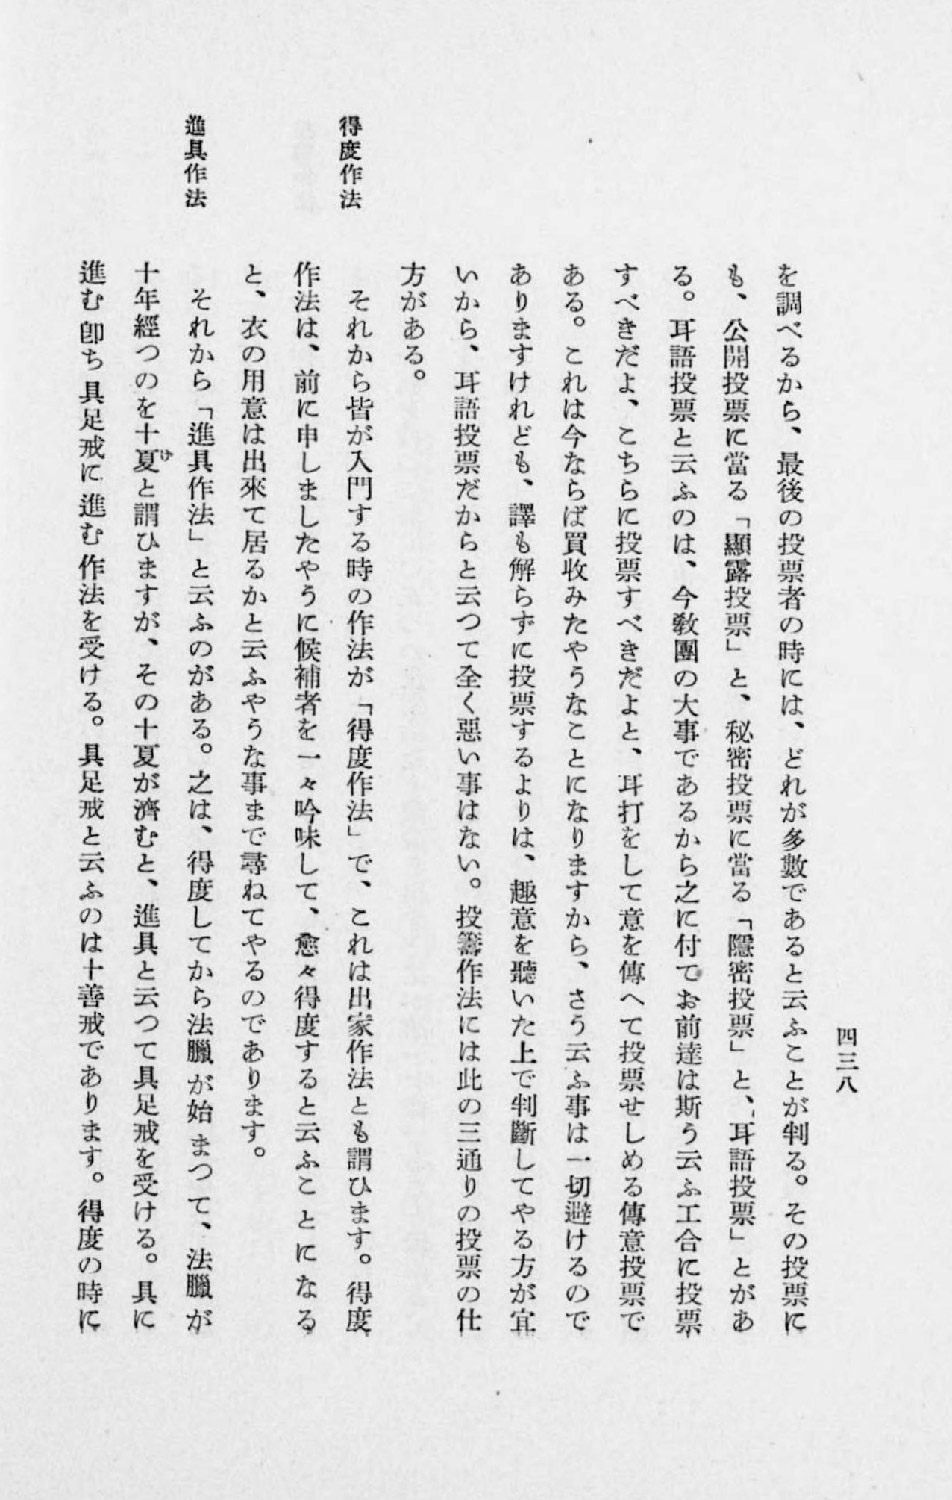 四三八
を調べるから、最後の投票者の時には、どれが多數であると云ふことが判る。その投票に
も、公開投票に當る「顯露投票」と、秘密投票に當る「隱密投票」と、「耳語投票」とがあ
る。耳語投票と云ふのは、今敎團の大事であるから之に付てお前達は斯う云ふ工合に投票
すべきだよ、こちらに投票すべきだよと、耳打をして意を傳へて投票せしめる傳意投票で
ある。これは今ならば買收みたやうなことになりますから、さう云ふ事は一切避けるので
ありますけれども、譯も解らずに投票するよりは、趣意を聽いた上で判斷してやる方が宜
いから、耳語投票だからと云つて全く惡い事はない。投籌作法には此の三通りの投票の仕
方がある。
得度作法
それから皆が入門する時の作法が「得度作法」で、これは出家作法とも謂ひます。得度
作法は、前に申しましたやうに候補者を一々吟味して、愈々得度すると云ふことになる
と、衣の用意は出來て居るかと云ふやうな事まで尋ねてやるのであります。
進具作法
それから「進具作法」と云ふのがある。之は、得度してから法臘が始まつて、法臘が
十年經つのを十夏と謂ひますが、その十夏が濟むと、進具と云つて具足戒を受ける。具に
進む卽ち具足戒に進む作法を受ける。具足戒と云ふのは十善戒であります。得度の時に